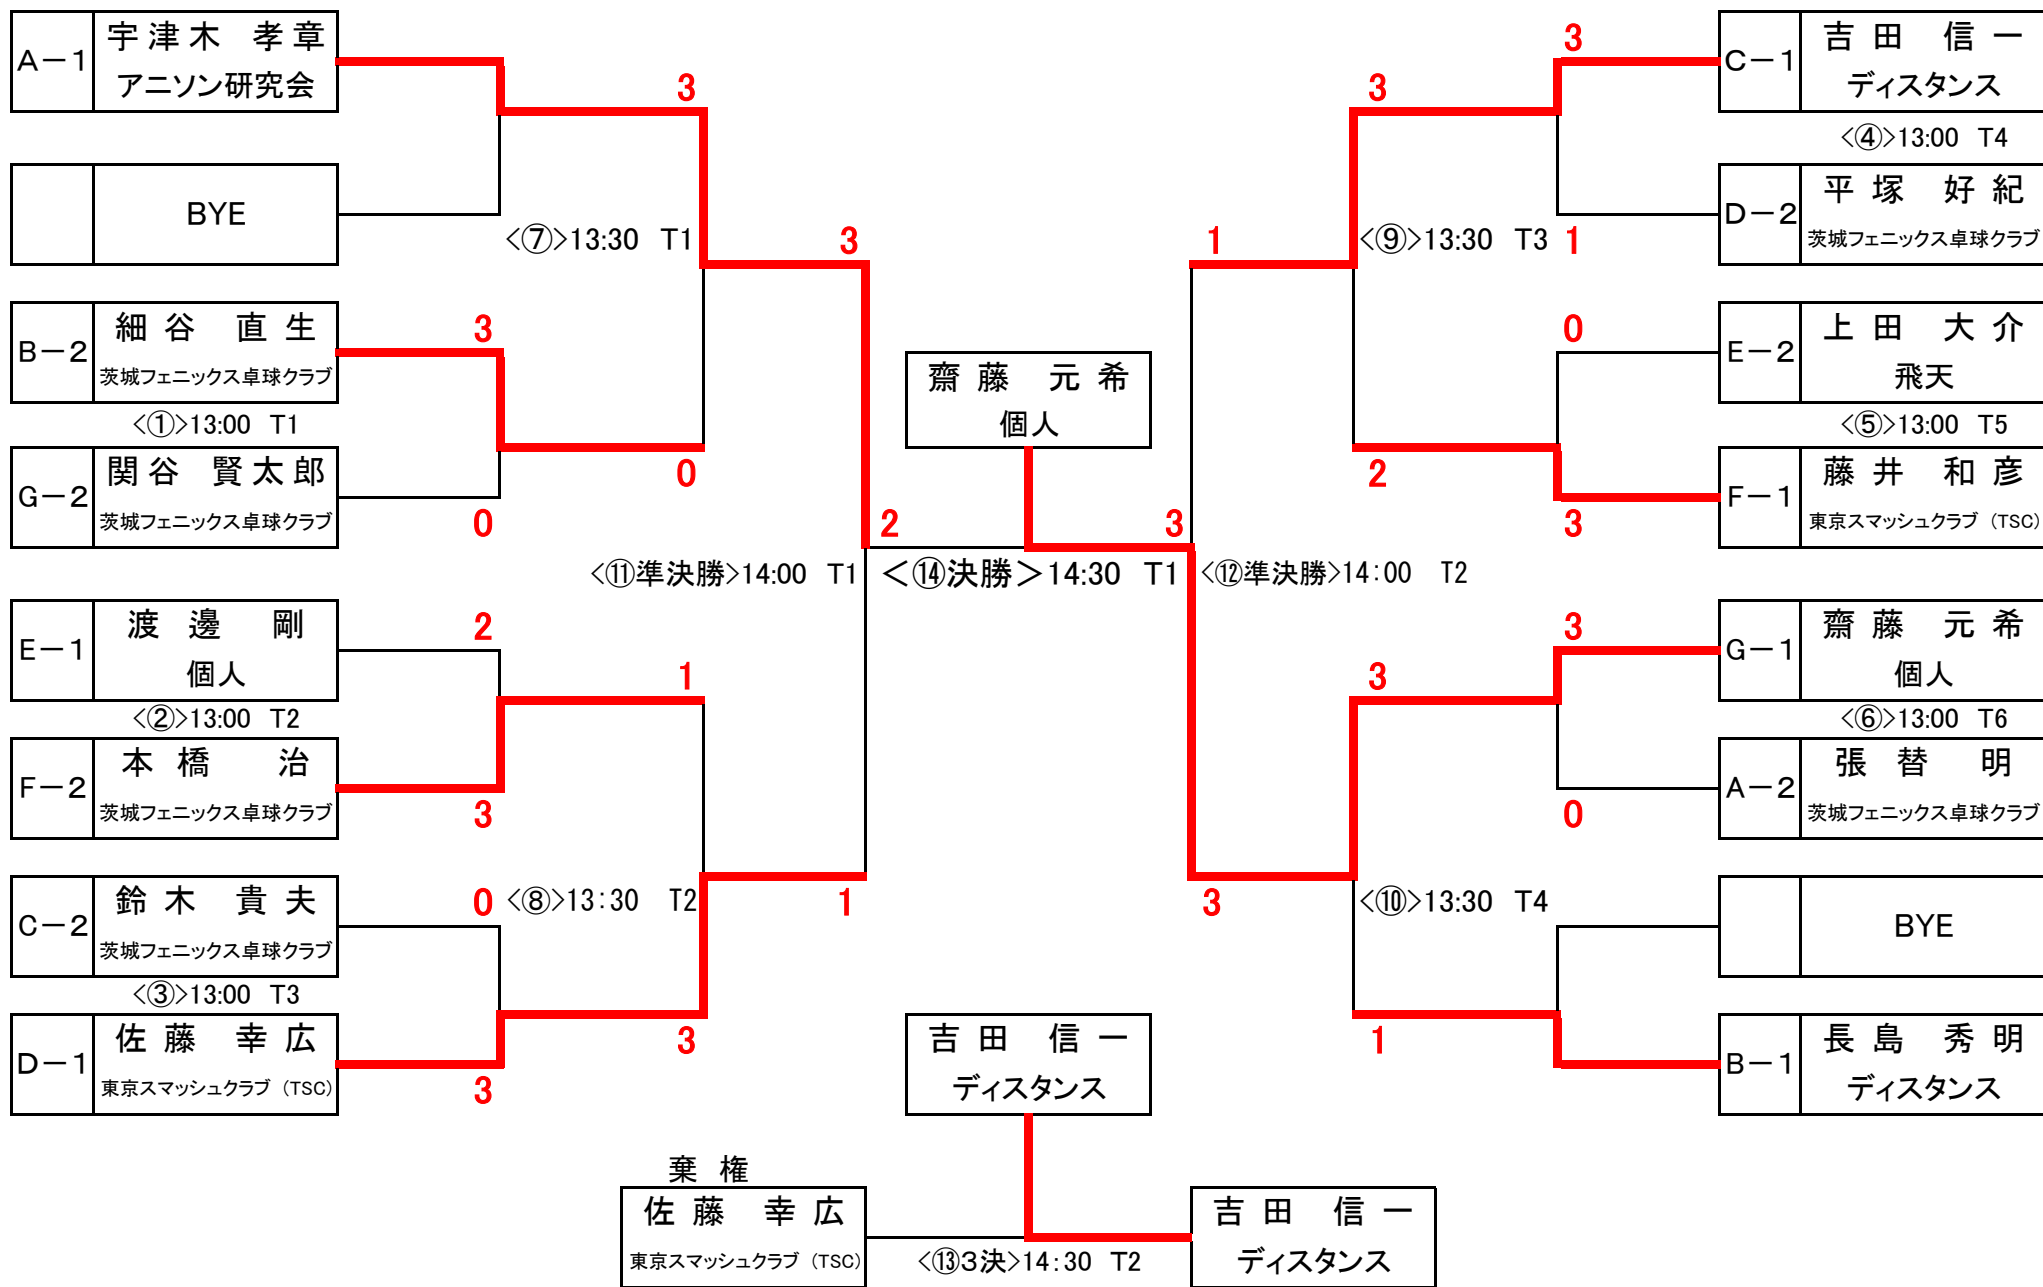 A-1
宇津木 孝章
アニソン研究会
BYE
B-2
細谷 直生
茨城フェニックス卓球クラブ
<①>13:00 T1
G-2
関谷 賢太郎
茨城フェニックス卓球クラブ
E-1
渡邊 剛
個人
<②>13:00 T2
F-2
本橋 治
茨城フェニックス卓球クラブ
C-2
鈴木 貴夫
茨城フェニックス卓球クラブ
<③>13:00 T3
D-1
佐藤 幸広
東京スマッシュクラブ (TSC)
3
0
2
3
0
3
3
<⑦>13:30 T1
0
1
<⑧>13:30 T2
3
3
<⑪準決勝>14:00 T1
1
齋藤 元希
個人
2
3
<⑭決勝>14:30 T1
1
<⑫準決勝>14:00 T2
3
3
<⑨>13:30 T3
2
3
<⑩>13:30 T4
1
3
1
0
3
3
0
C-1
吉田 信一
ディスタンス
<④>13:00 T4
D-2
平塚 好紀
茨城フェニックス卓球クラブ
E-2
上田 大介
飛天
<⑤>13:00 T5
F-1
藤井 和彦
東京スマッシュクラブ (TSC)
G-1
齋藤 元希
個人
<⑥>13:00 T6
A-2
張替 明
茨城フェニックス卓球クラブ
BYE
B-1
長島 秀明
ディスタンス
吉田 信一
ディスタンス
棄権
佐藤 幸広
東京スマッシュクラブ (TSC)
<⑬3決>14:30 T2
吉田 信一
ディスタンス